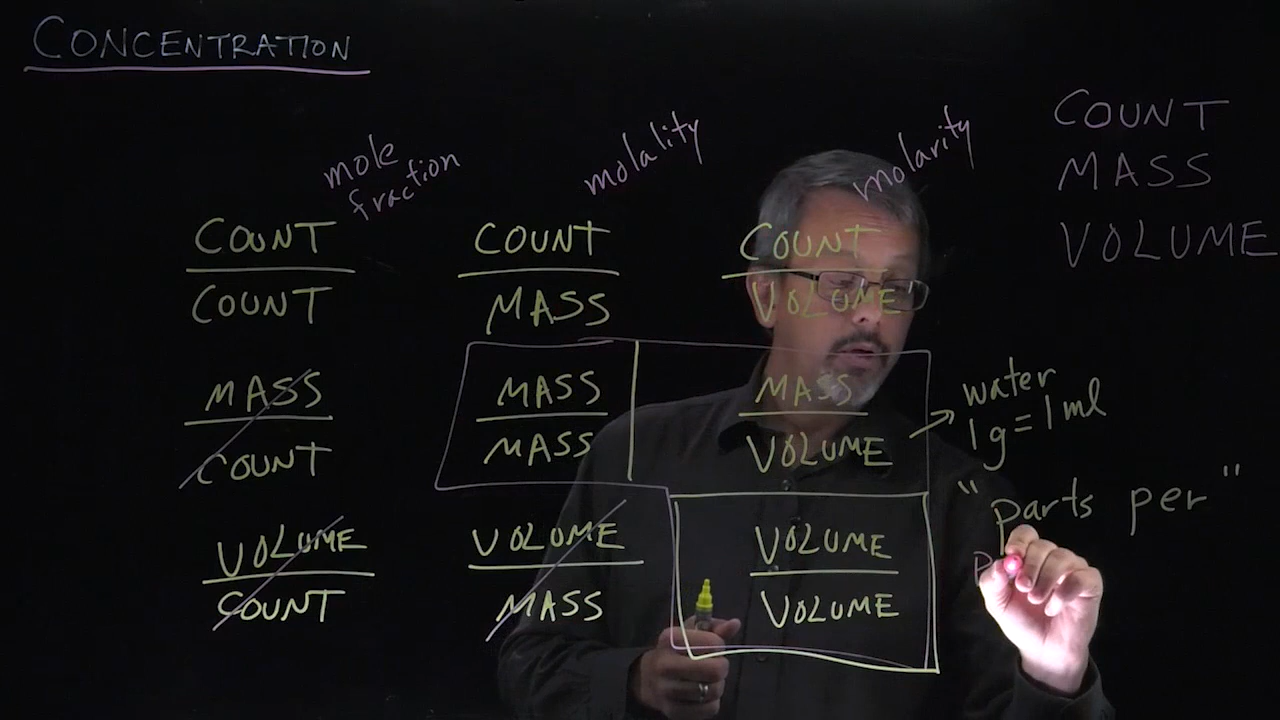 CONCENTRATION
mole
fraction
molality
molarity
COUNT
MASS
VOLUME
COUNT
COUNT
COUNT
MASS
COUNT
VOLUME
MASS
COUNT
MASS
MASS
MASS
VOLUME
water
1g=1ml
"parts per"
VOLUME
COUNT
VOLUME
MASS
VOLUME
VOLUME